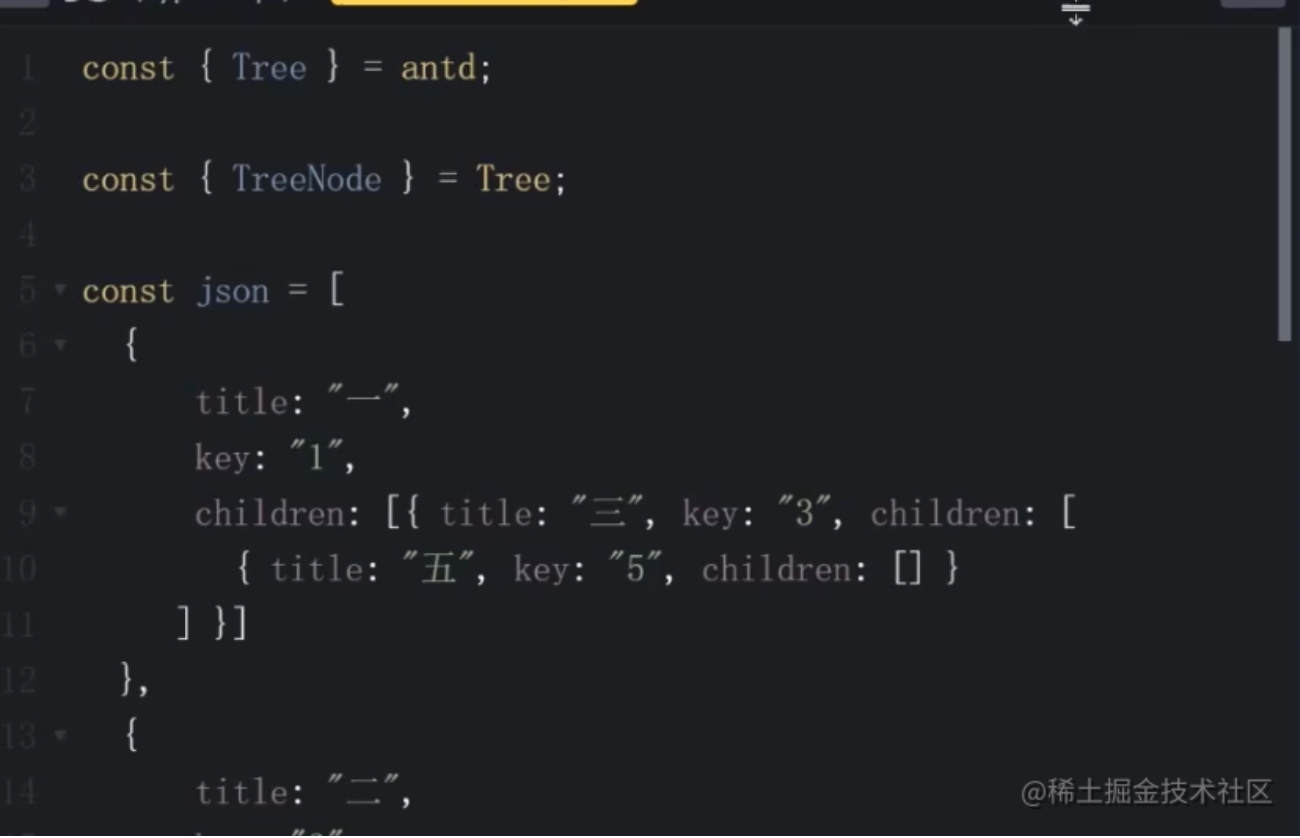 1 const { Tree } = antd;
2
3 const { TreeNode } = Tree;
4
5 const json = [
6 {
7 title: "一",
8 key: "1",
9 children: [{ title: "三", key: "3", children: [
10 { title: "五", key: "5", children: [] }
11 ] }]
12 },
13 {
14 title: "二",
@稀土掘金技术社区